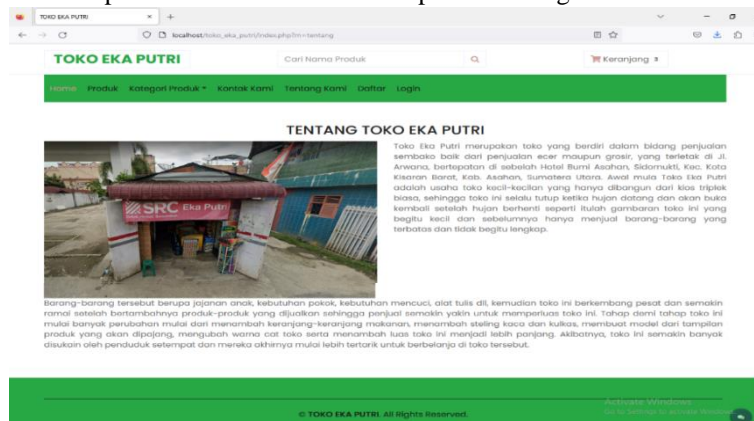 TOKO EKA PUTRI
localhost/toko_eka_putri/index.php?m=tentang
TOKO EKA PUTRI
Cari Nama Produk
Keranjang
Home Produk Kategori Produk Kontak Kami Tentang Kami Daftar Login
TENTANG TOKO EKA PUTRI
Toko Eka Putri merupakan toko yang berdiri dalam bidang penjualan
sembako baik dari penjualan ecer maupun grosir, yang terletak di Jl.
Arwana, bertepatan di sebelah Hotel Bumi Asahan, Sidomukti, Kec. Kota
Kisaran Barat, Kab. Asahan, Sumatera Utara. Awal mula Toko Eka Putri
adalah usaha toko kecil-kecilan yang hanya dibangun dari kios triplek
biasa, sehingga toko ini selalu tutup ketika hujan datang dan akan buka
kembali setelah hujan berhenti seperti itulah gambaran toko ini yang
begitu kecil dan sebelumnya hanya menjual barang-barang yang
terbatas dan tidak begitu lengkap.
SRC Eka Putri
Barang-barang tersebut berupa jajanan anak, kebutuhan pokok, kebutuhan mencuci, alat tulis dll, kemudian toko ini berkembang pesat dan semakin
ramai setelah bertambahnya produk-produk yang dijualkan sehingga penjual semakin yakin untuk memperluas toko ini. Tahap demi tahap toko ini
mulai banyak perubahan mulai dari menambah keranjang-keranjang makanan, menambah steling kaca dan kulkas, membuat model dari tampilan
produk yang akan dipajang, mengubah warna cat toko serta menambah luas toko ini menjadi lebih panjang. Akibatnya, toko ini semakin banyak
disukain oleh penduduk setempat dan mereka akhirnya mulai lebih tertarik untuk berbelanja di toko tersebut.
Activate Windows
Go to Settings to activate Windows.
© TOKO EKA PUTRI. All Rights Reserved.